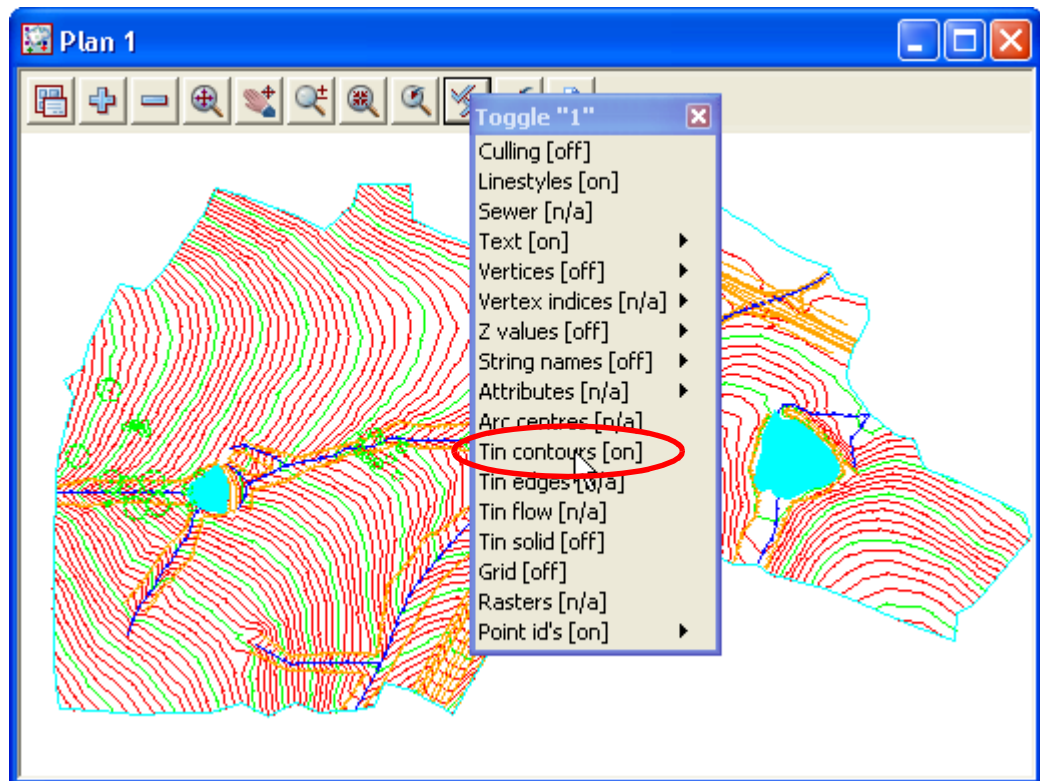 Plan 1
Toggle "1"
Culling [off]
Linestyles [on]
Sewer [n/a]
Text [on]
Vertices [off]
Vertex indices [n/a]
Z values [off]
String names [off]
Attributes [n/a]
Arc centres [n/a]
Tin contours [on]
Tin edges [n/a]
Tin flow [n/a]
Tin solid [off]
Grid [off]
Rasters [n/a]
Point id's [on]